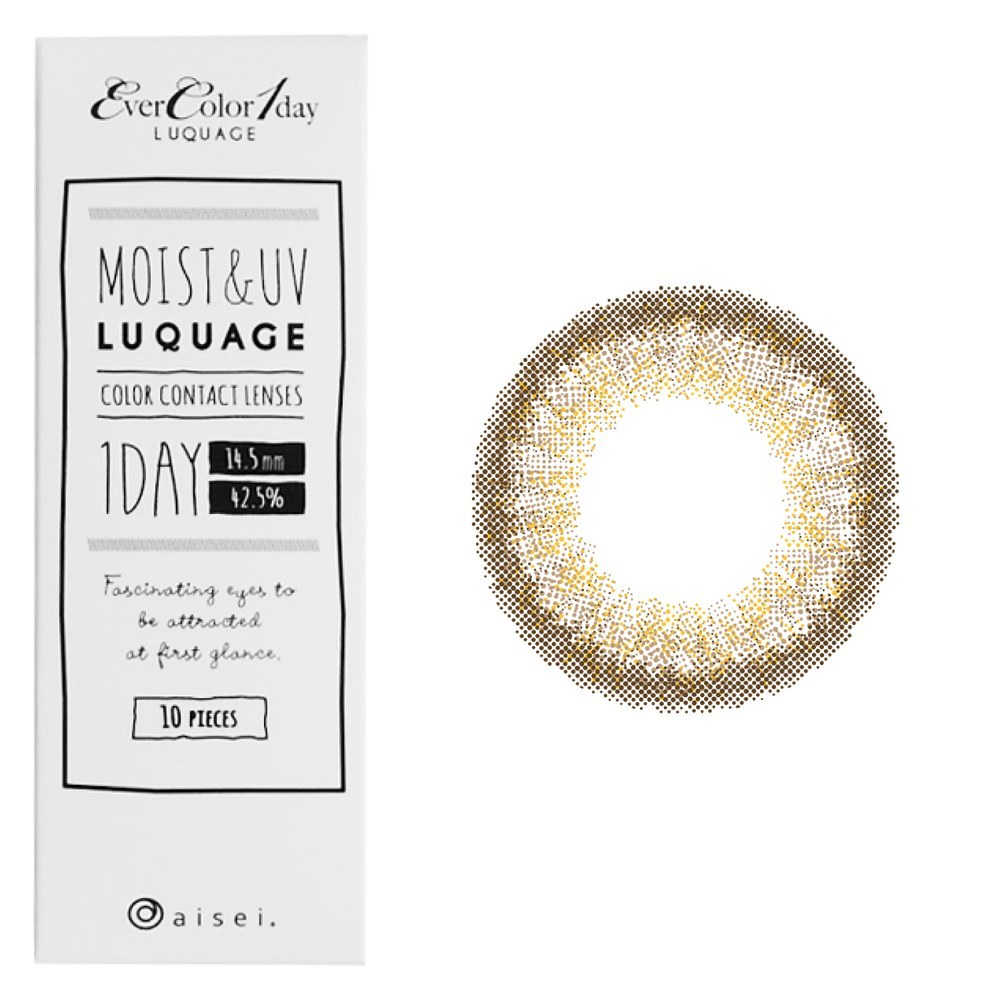 EverColor1day
LUQUAGE
MOIST&UV
LUQUAGE
COLOR CONTACT LENSES
1DAY
14.5mm
42.5%
Fascinating eyes to
be attracted
at first glance.
10 PIECES
aisei.